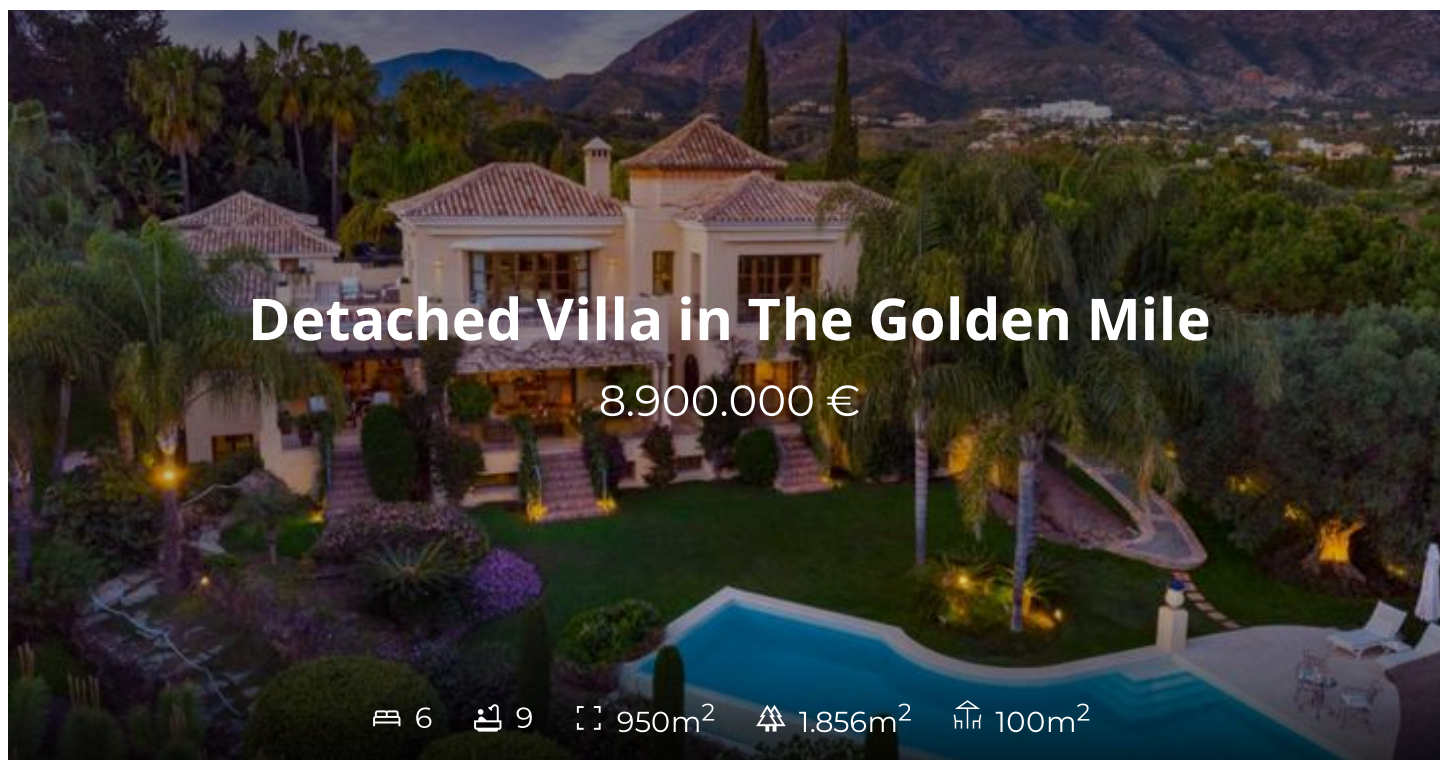 Detached Villa in The Golden Mile
8.900.000 €
6 9 950m² 1.856m² 100m²